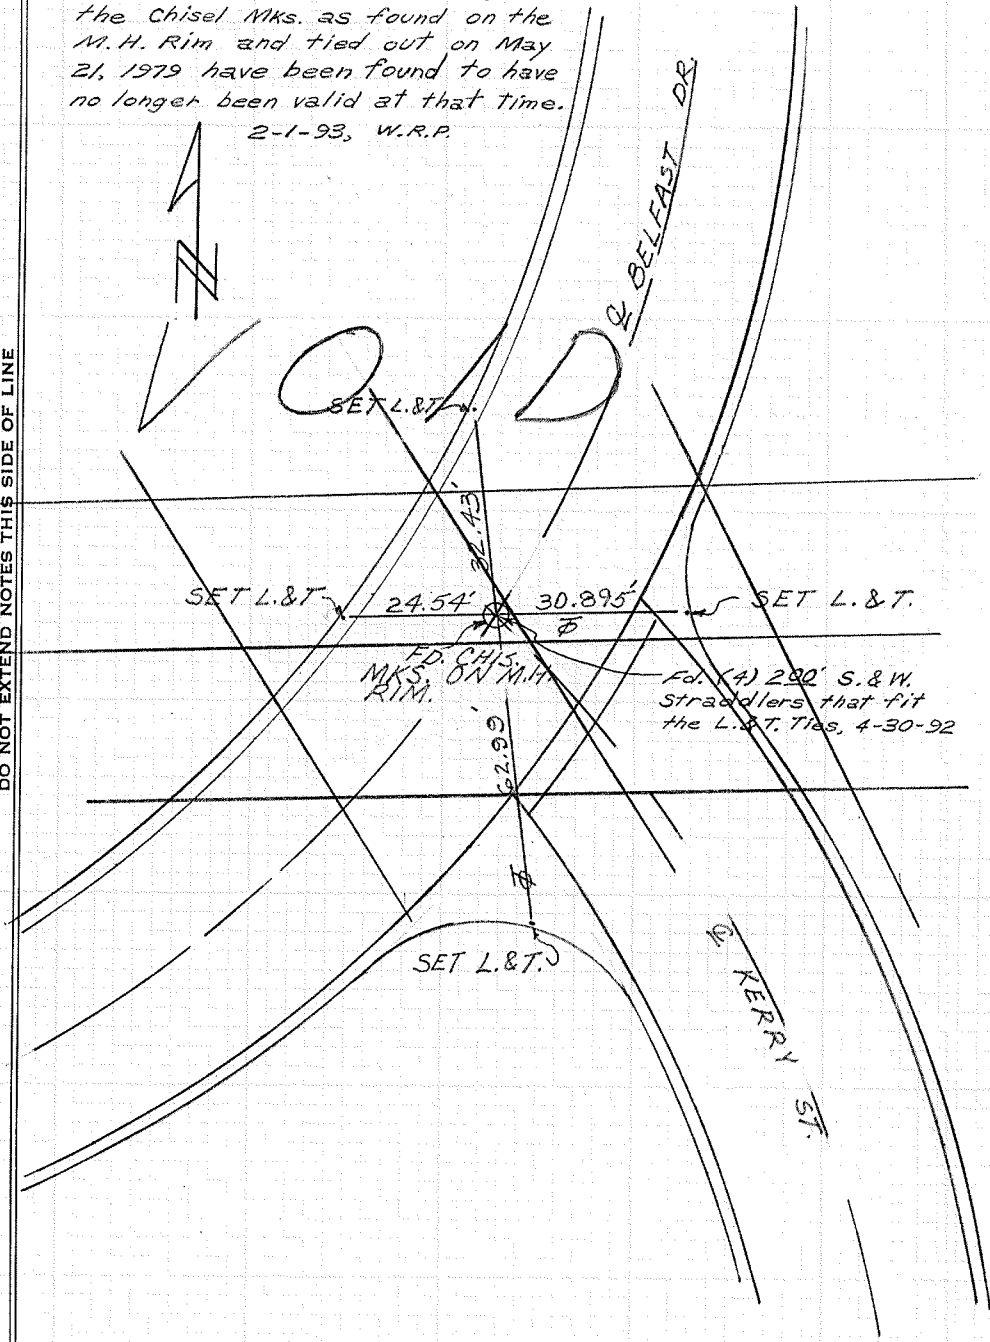 the Chisel Mks. as found on the
M.H. Rim and tied out on May
21, 1979 have been found to have
no longer been valid at that time.
2-1-93, W.R.P.
N
DO NOT EXTEND NOTES THIS SIDE OF LINE
℄ BELFAST DR.
VOID
SET L.&T.
32.43'
SET L.&T.
24.54'
30.895'
SET L.&T.
FD. CHIS.
MKS. ON M.H.
RIM.
Fd. (4) 2.00' S.&W.
Straddlers that fit
the L.&T. Ties, 4-30-92
62.99'
SET L.&T.
℄ KERRY ST.